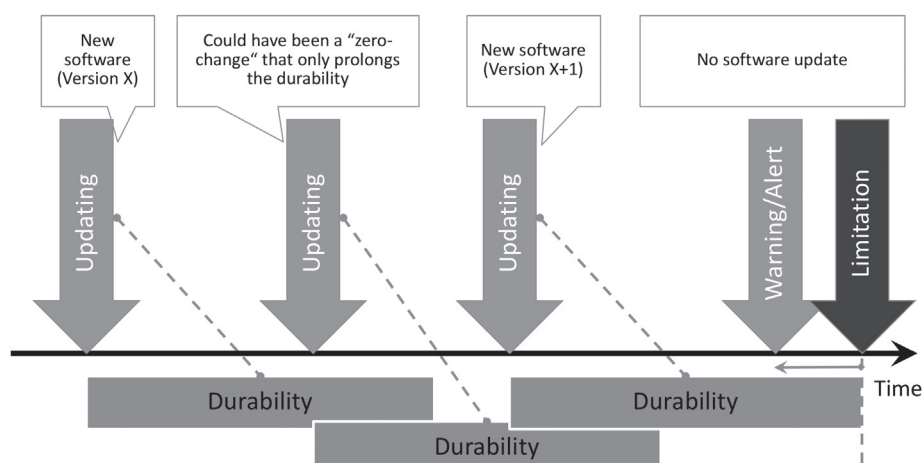 New
software
(Version X)
Could have been a “zero-
change“ that only prolongs
the durability
New software
(Version X+1)
No software update
Updating
Updating
Updating
Warning/Alert
Limitation
Time
Durability
Durability
Durability